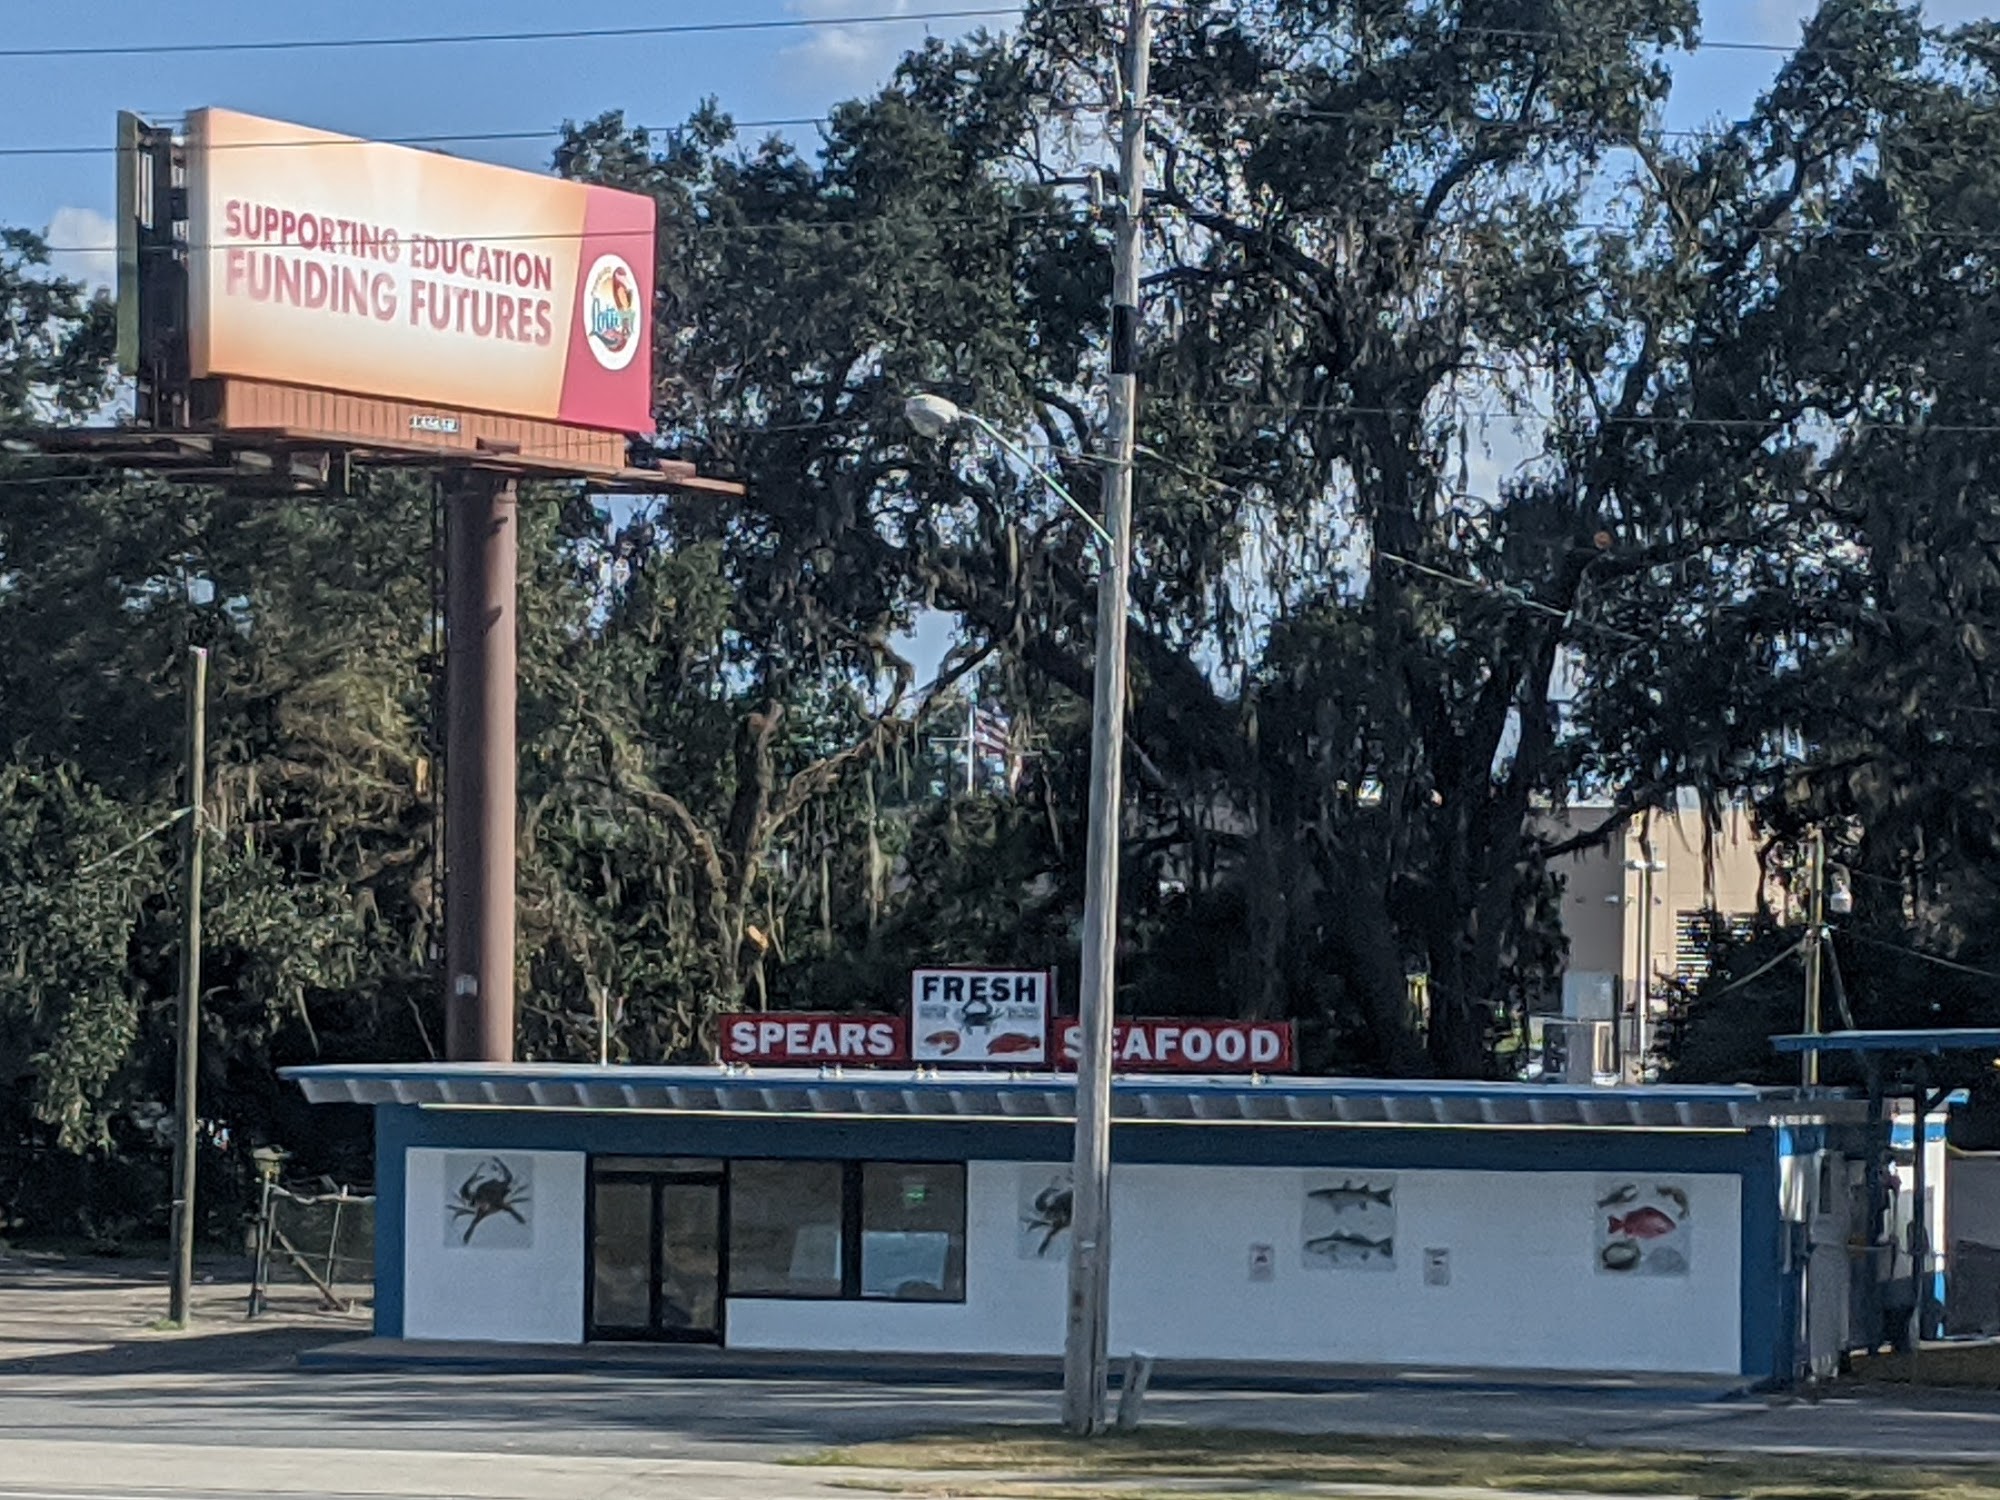 SUPPORTING EDUCATION
FUNDING FUTURES
FRESH
SPEARS
SEAFOOD